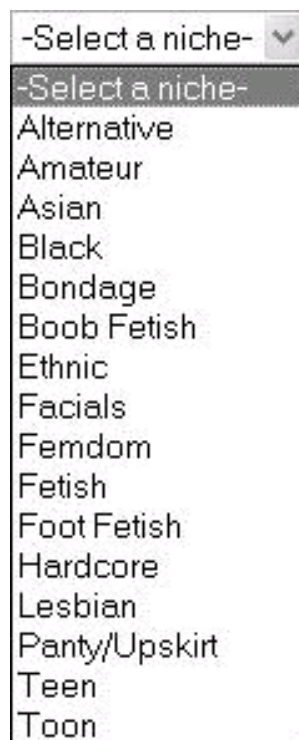 -Select a niche-
-Select a niche-
Alternative
Amateur
Asian
Black
Bondage
Boob Fetish
Ethnic
Facials
Femdom
Fetish
Foot Fetish
Hardcore
Lesbian
Panty/Upskirt
Teen
Toon